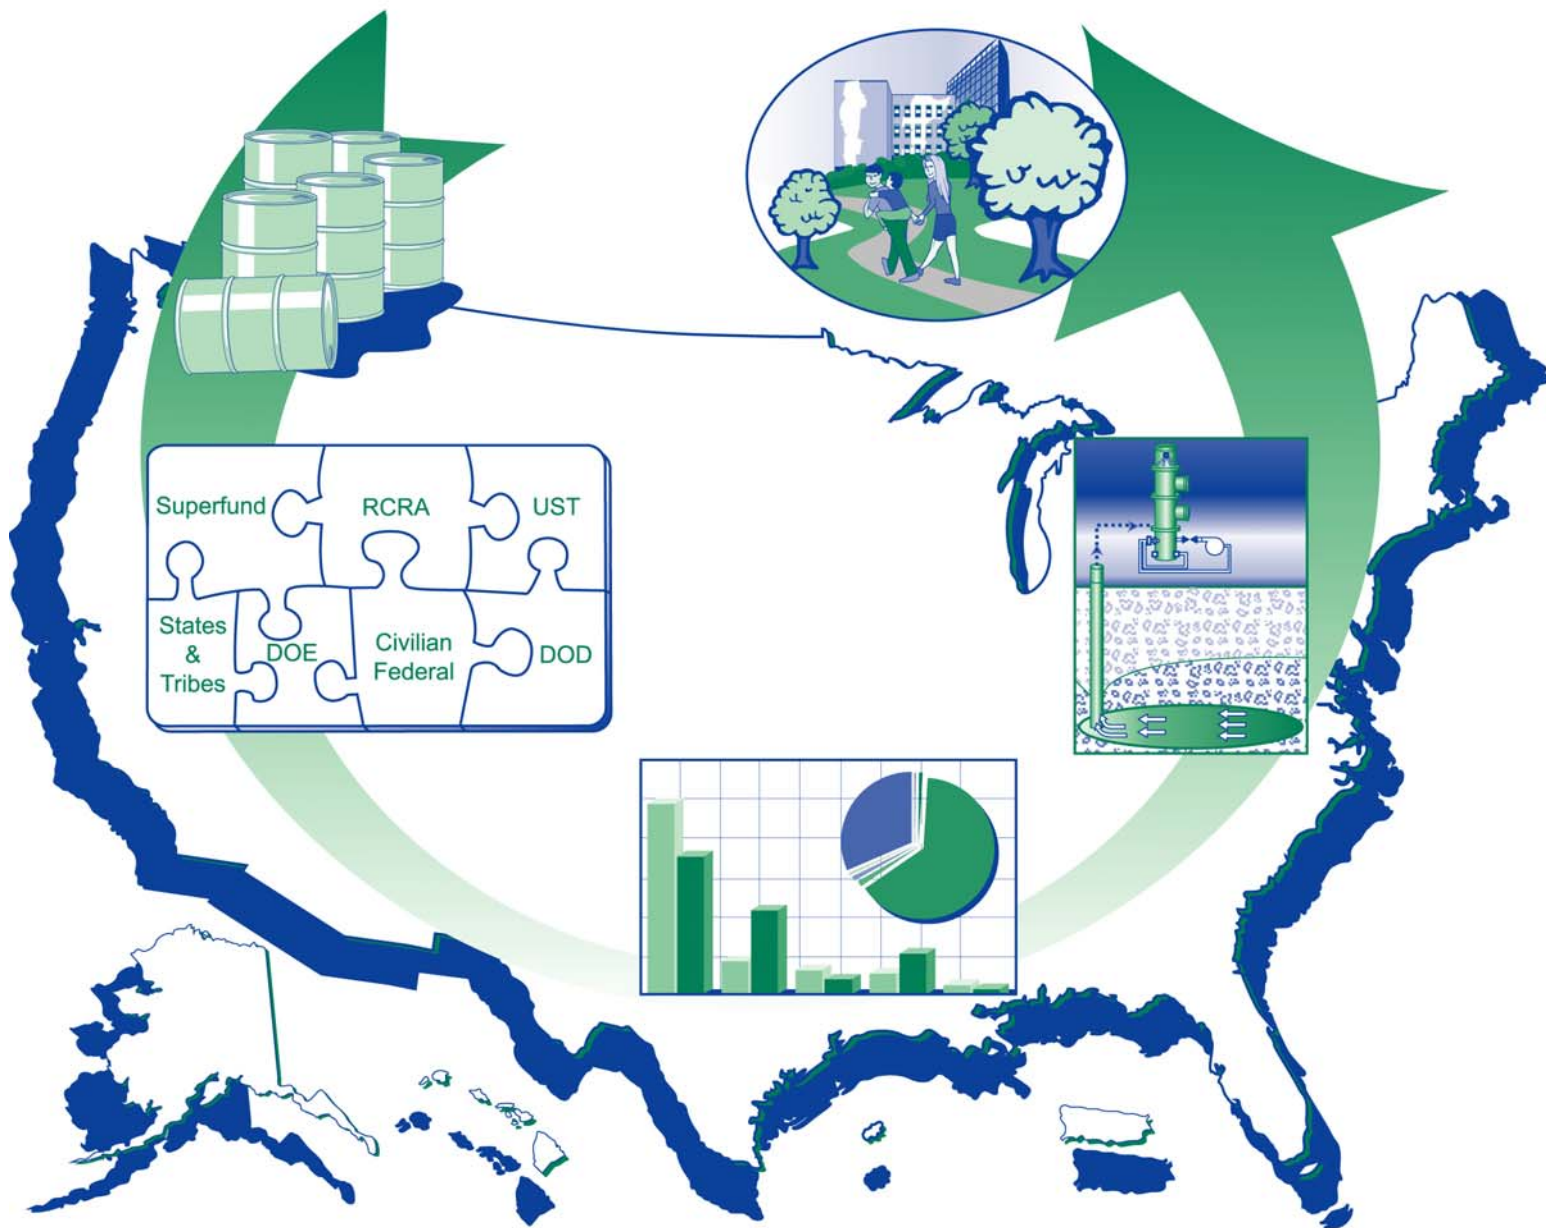 Superfund
RCRA
UST
States
&
Tribes
DOE
Civilian
Federal
DOD